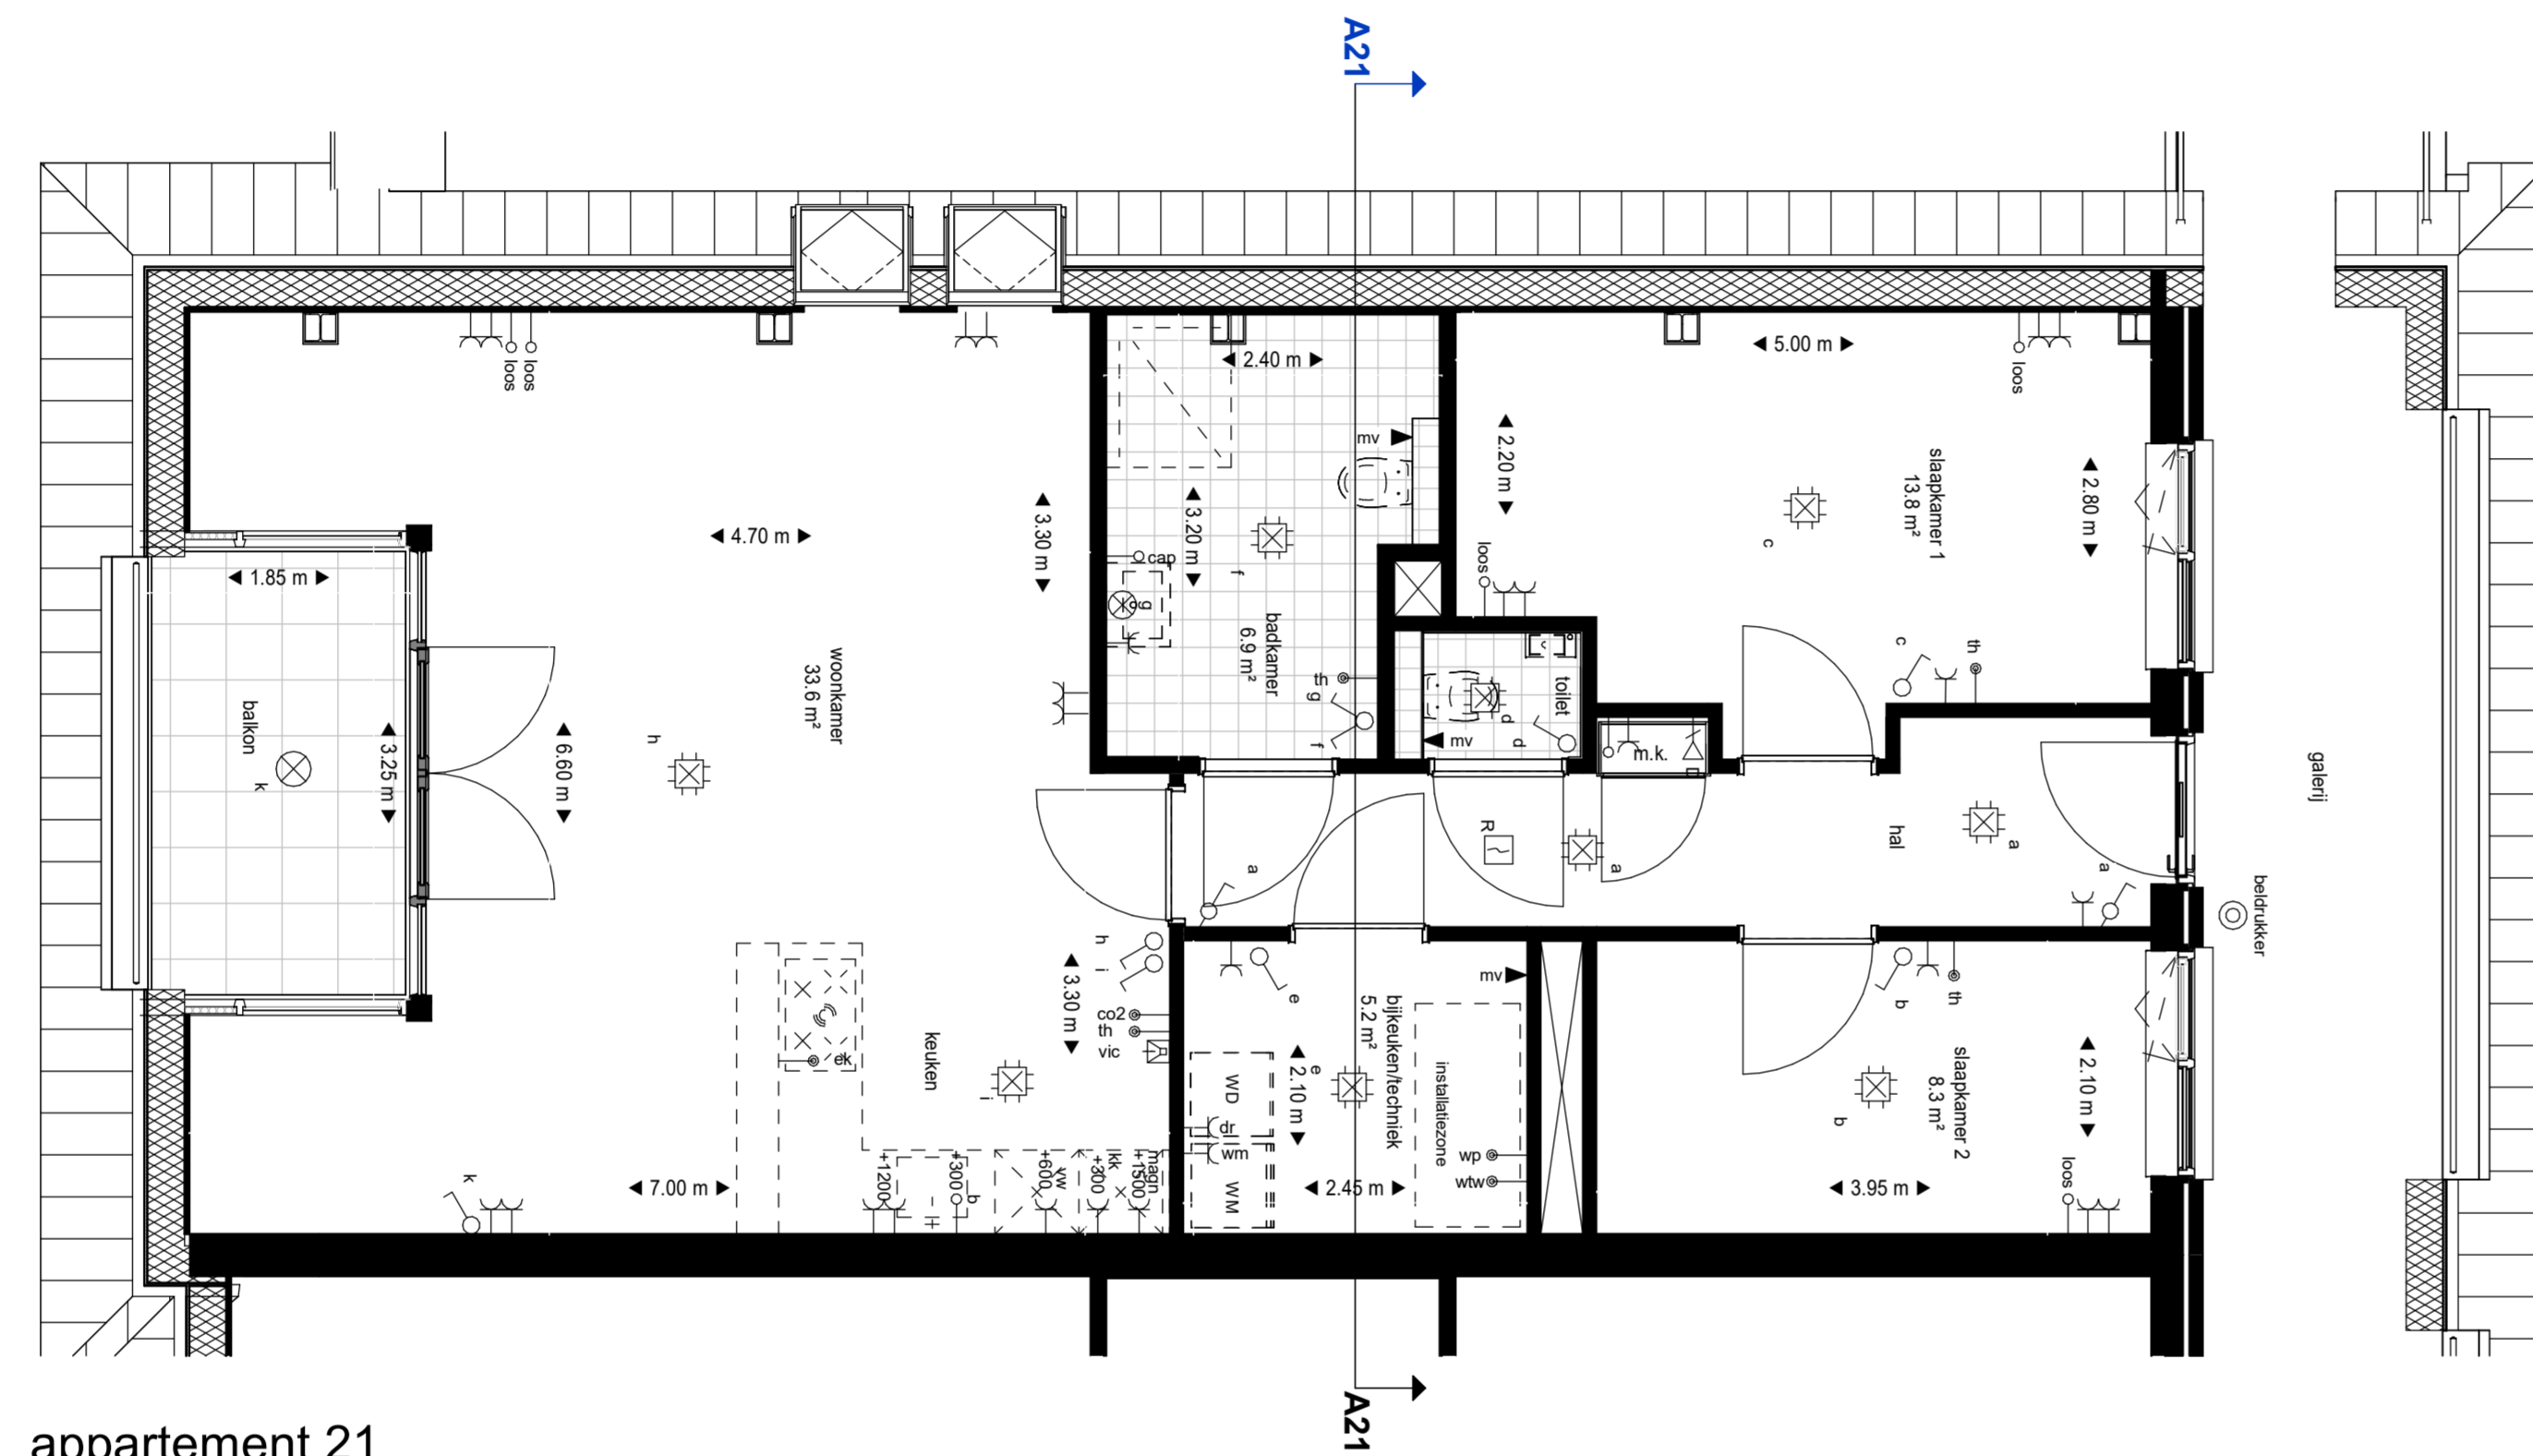 A21
loos
loos
2.40 m
5.00 m
loos
mv
2.20 m
slaapkamer 1
13.8 m²
2.80 m
4.70 m
3.30 m
3.20 m
c
loos
cap
1.85 m
g
f
badkamer
6.9 m²
woonkamer
33.6 m²
h
th
g
f
toilet
d
d
mv
m.k.
c
th
balkon
k
3.25 m
6.60 m
galerij
a
R
a
hal
a
a
beldrukker
h
i
co2
th
vic
3.30 m
keuken
i
ek
e
mv
bijkeuken/techniek
5.2 m²
e
2.10 m
installatiezone
WD
dr
wm
WM
wp
wtw
2.45 m
b
th
slaapkamer 2
8.3 m²
b
2.10 m
loos
3.95 m
k
7.00 m
+1200
+300
b
+600
vw
+300
kk
+1500
magn
A21
appartement 21